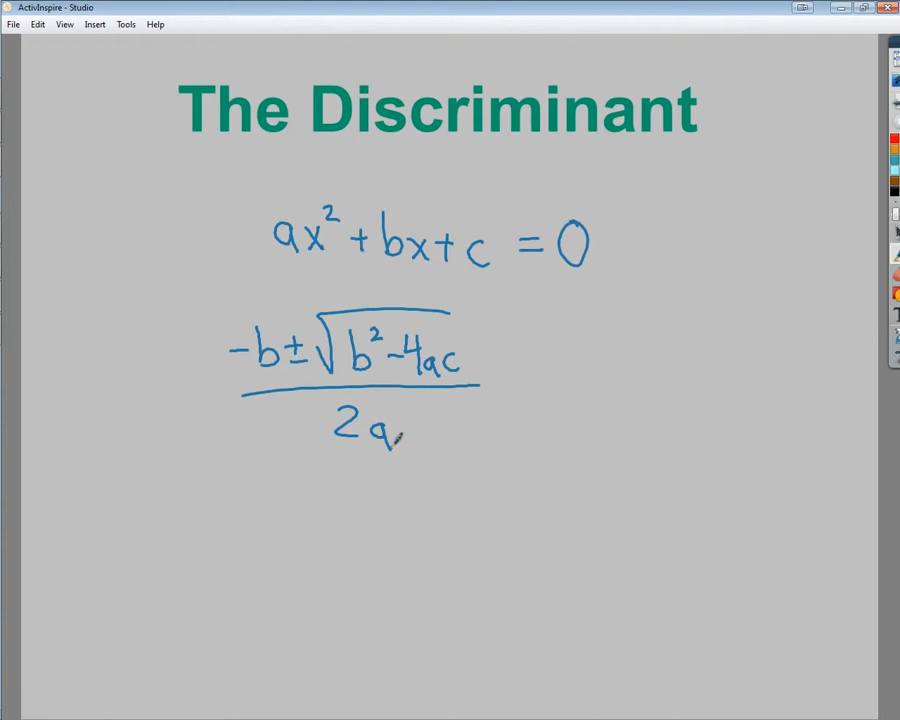 ActivInspire - Studio
File Edit View Insert Tools Help
The Discriminant
ax² + bx + c = 0
-b ± √b² - 4ac
2a